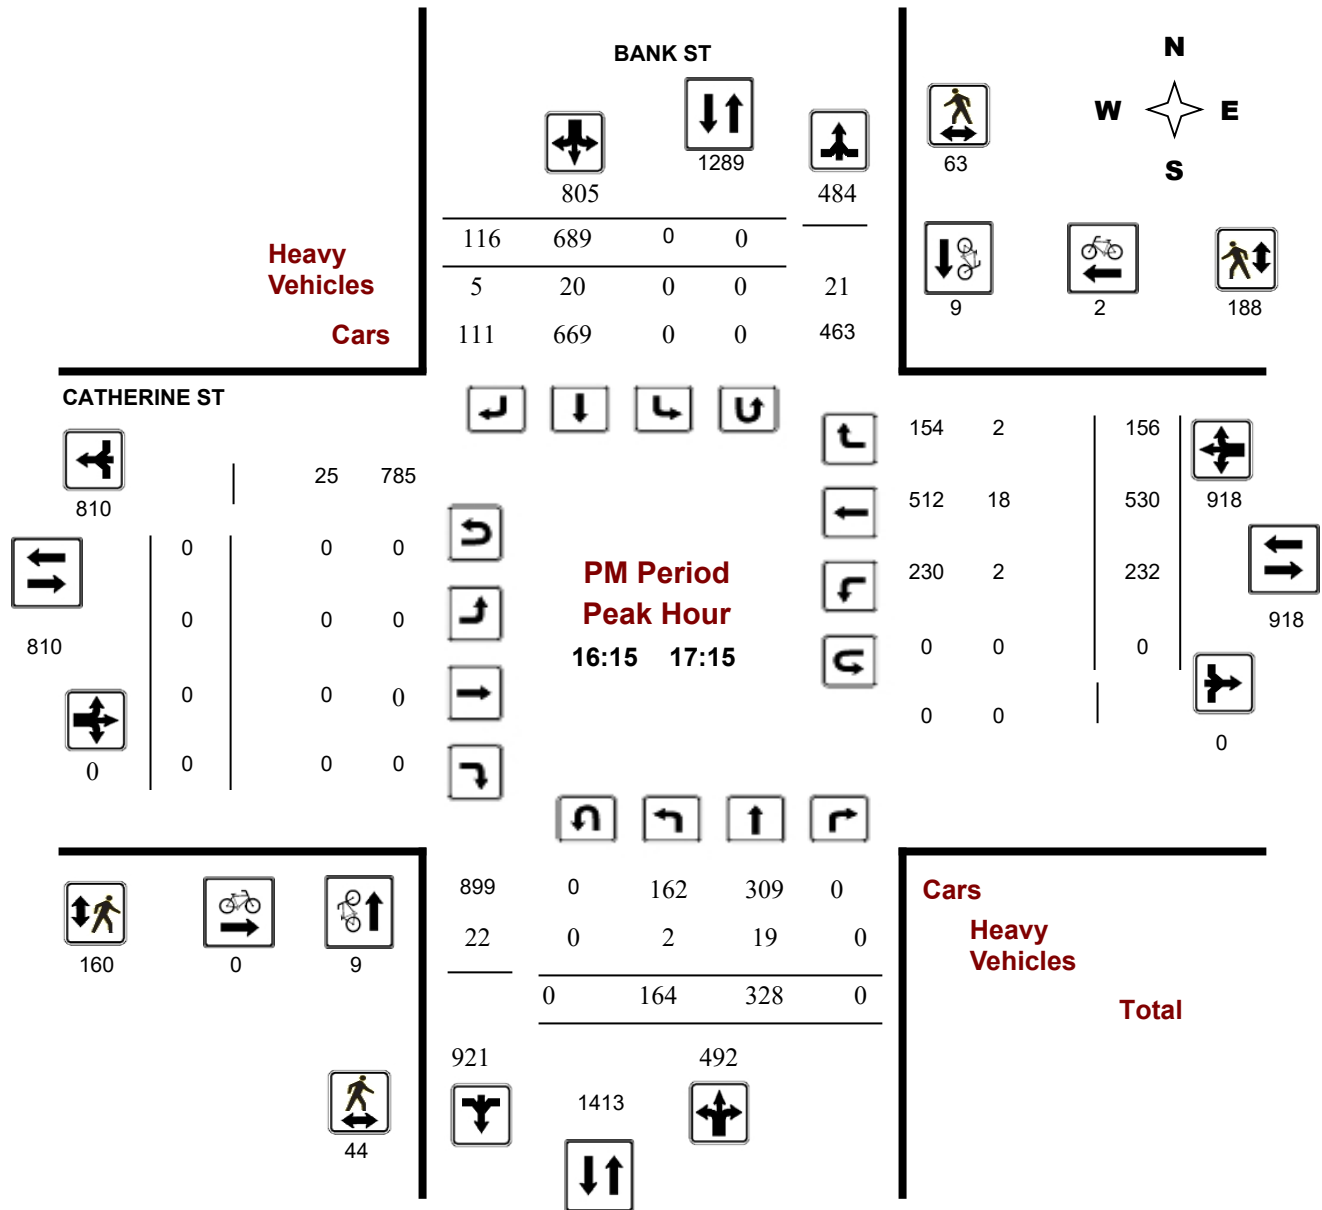 BANK ST
N
W E
S
1289
63
805
484
116 689 0 0
Heavy
Vehicles
5 20 0 0 21
9 2 188
Cars
111 669 0 0 463
CATHERINE ST
154 2 156
25 785
810
512 18 530 918
0 0 0
PM Period
230 2 232
Peak Hour
0 0 0
918
810
16:15 17:15
0 0 0
0 0 0
0 0
0
0
0 0 0
899 0 162 309 0
Cars
22 0 2 19 0
Heavy
Vehicles
160 0 9
0 164 328 0
Total
921 492
1413
44